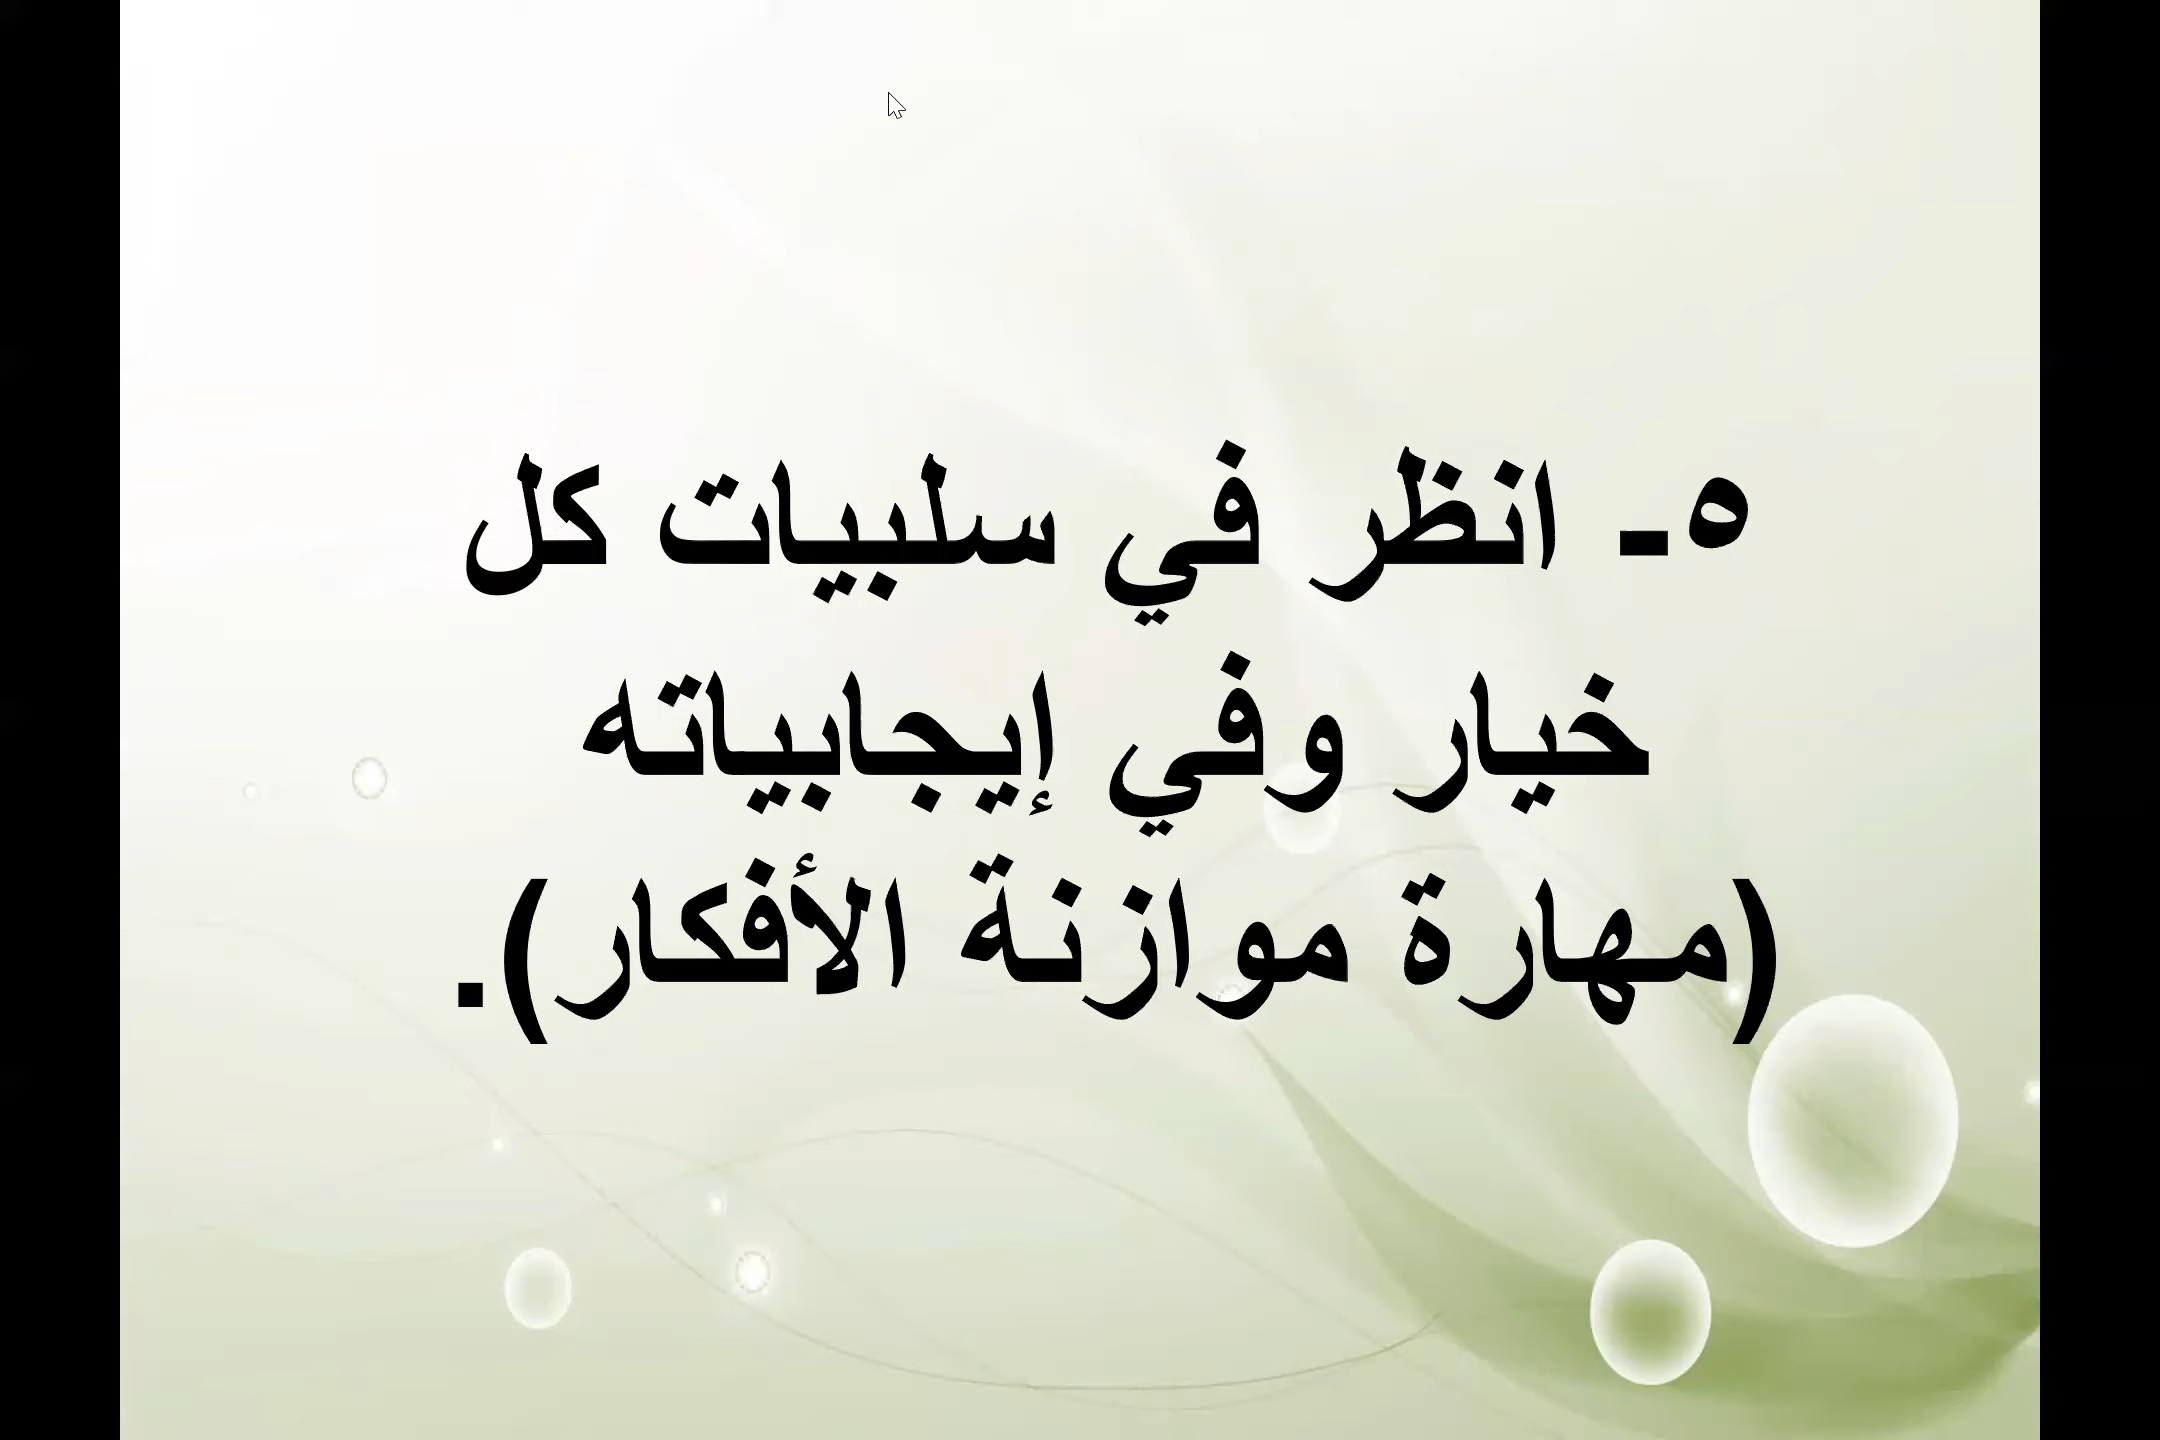 ٥- انظر في سلبيات كل
خيار وفي إيجابياته
(مهارة موازنة الأفكار).